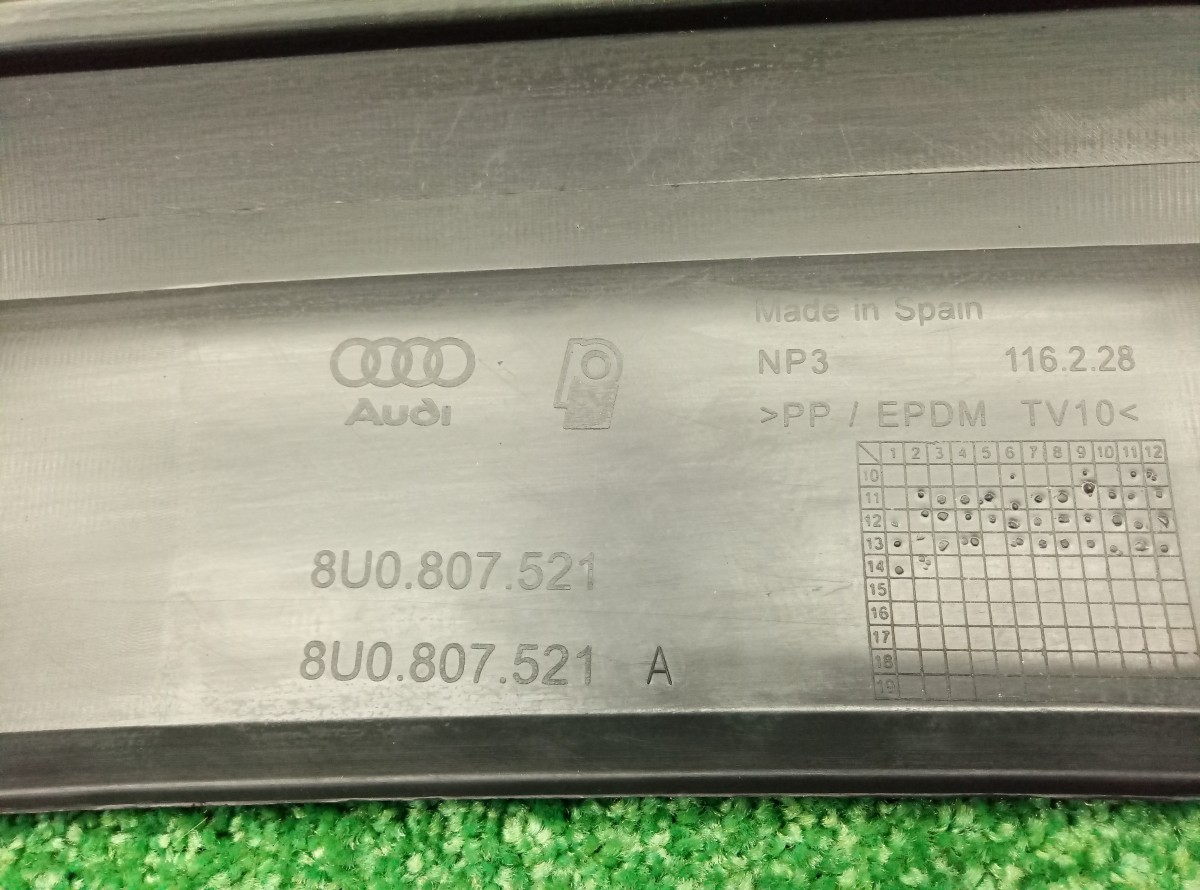 Made in Spain
NP3 116.2.28
>PP / EPDM TV10<
Audi
8U0.807.521
8U0.807.521 A
1 2 3 4 5 6 7 8 9 10 11 12
10
11
12
13
14
15
16
17
18
19